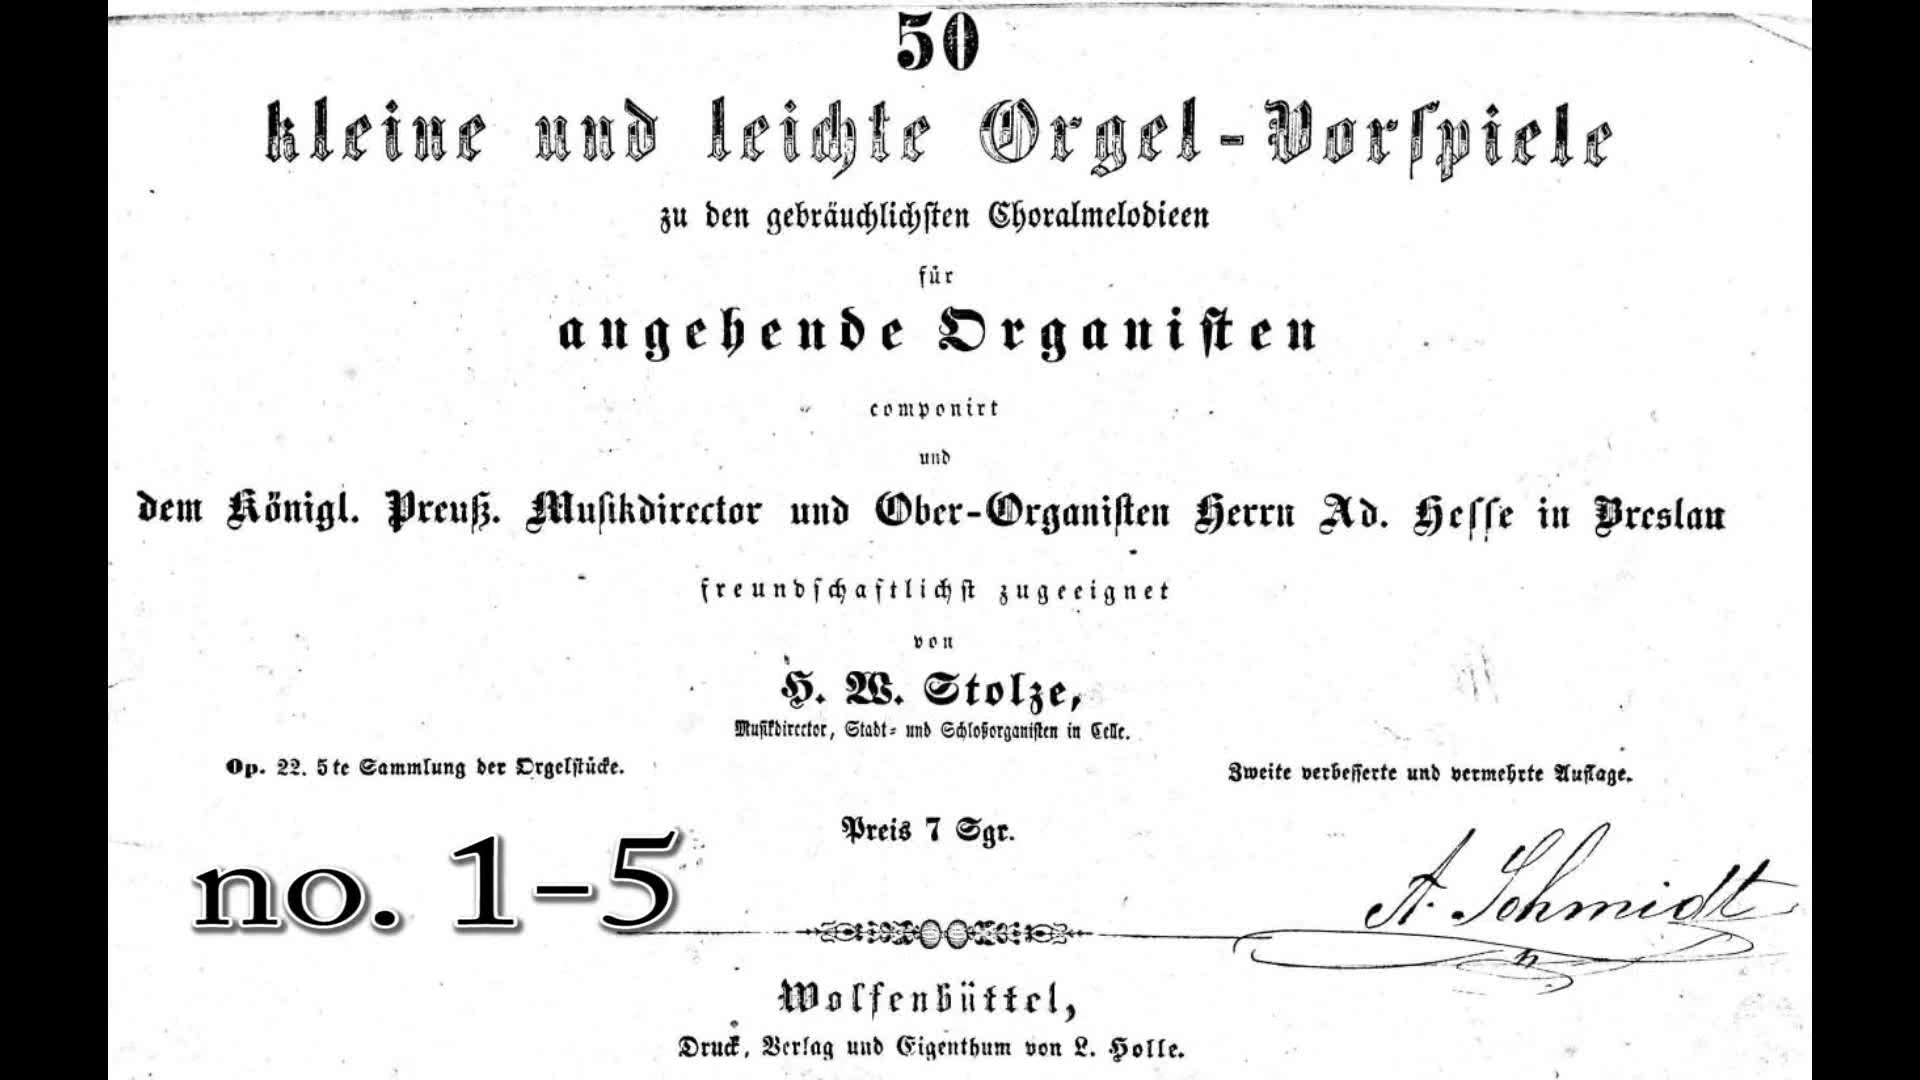 50
kleine und leichte Orgel-Vorspiele
zu den gebräuchlichsten Choralmelodieen
für
angehende Organisten
componirt
und
dem Königl. Preuß. Musikdirector und Ober-Organisten Herrn Ad. Hesse in Breslau
freundschaftlichst zugeeignet
von
H. W. Stolze,
Musikdirector, Stadt- und Schloßorganisten in Celle.
Op. 22. 5te Sammlung der Orgelstücke.
Zweite verbesserte und vermehrte Auflage.
Preis 7 Sgr.
no. 1-5
A. Schmidt
Wolfenbüttel,
Druck, Verlag und Eigenthum von L. Holle.